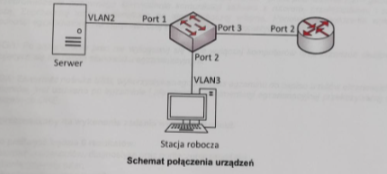 VLAN2 Port 1 Port 3 Port 2
Serwer
Port 2
VLAN3
Stacja robocza
Schemat połączenia urządzeń